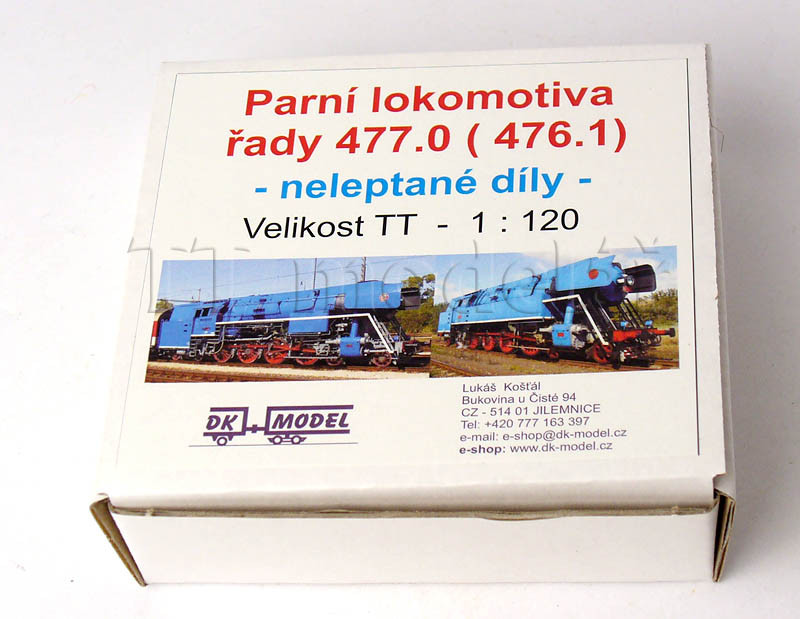 Parní lokomotiva
řady 477.0 ( 476.1)
- neleptané díly -
Velikost TT - 1 : 120
DK MODEL
Lukáš Košťál
Bukovina u Čisté 94
CZ - 514 01 JILEMNICE
Tel: +420 777 163 397
e-mail: e-shop@dk-model.cz
e-shop: www.dk-model.cz